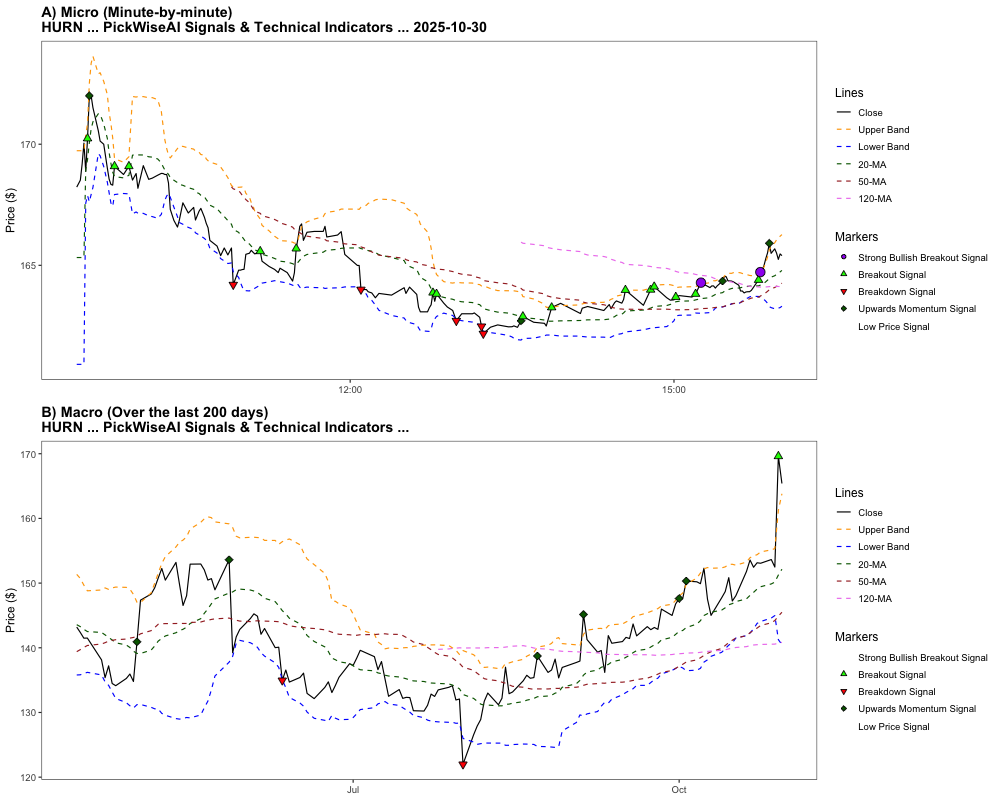 A) Micro (Minute-by-minute)
HURN ... PickWiseAI Signals & Technical Indicators ... 2025-10-30
Price ($)
170
165
12:00
15:00
Lines
Close
Upper Band
Lower Band
20-MA
50-MA
120-MA
Markers
Strong Bullish Breakout Signal
Breakout Signal
Breakdown Signal
Upwards Momentum Signal
Low Price Signal
B) Macro (Over the last 200 days)
HURN ... PickWiseAI Signals & Technical Indicators ...
Price ($)
170
160
150
140
130
120
Jul
Oct
Lines
Close
Upper Band
Lower Band
20-MA
50-MA
120-MA
Markers
Strong Bullish Breakout Signal
Breakout Signal
Breakdown Signal
Upwards Momentum Signal
Low Price Signal